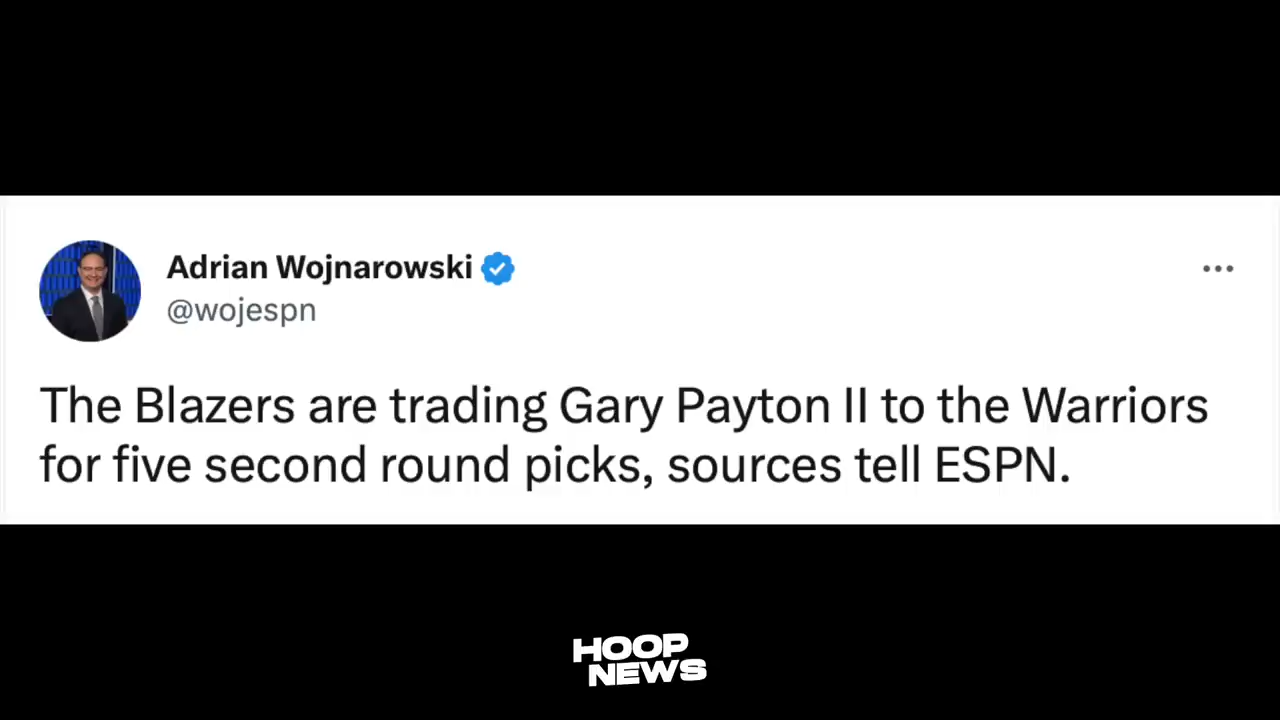 Adrian Wojnarowski
@wojespn
The Blazers are trading Gary Payton II to the Warriors
for five second round picks, sources tell ESPN.
HOOP
NEWS